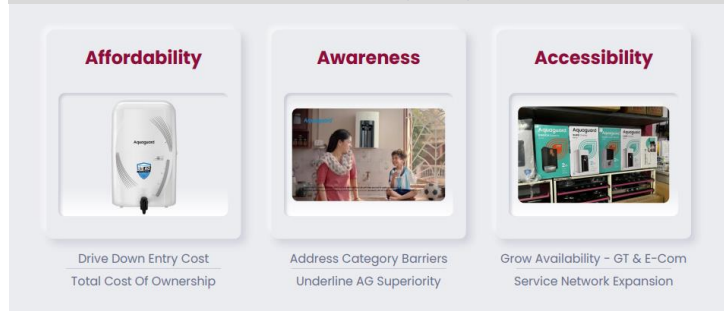 Affordability
Awareness
Accessibility
Aquaguard
Aquaguard
Aquaguard
Aquaguard
Aquaguard
Drive Down Entry Cost
Address Category Barriers
Grow Availability - GT & E-Com
Total Cost Of Ownership
Underline AG Superiority
Service Network Expansion